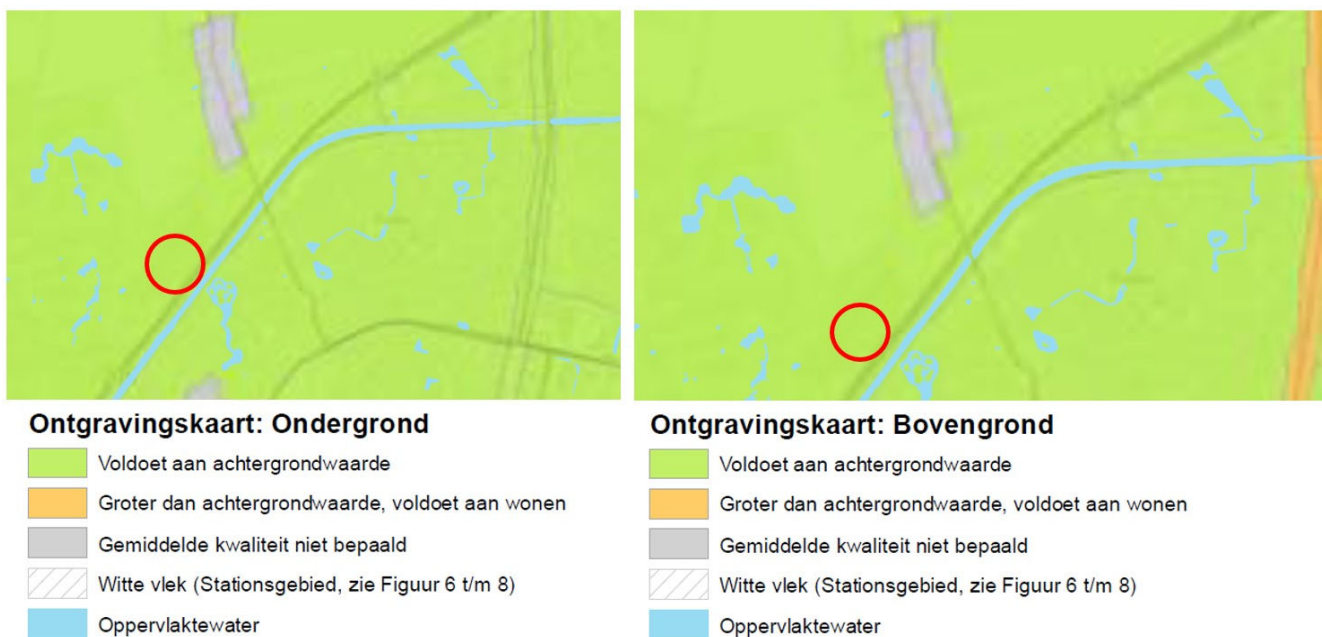 Ontgravingskaart: Ondergrond
Voldoet aan achtergrondwaarde
Groter dan achtergrondwaarde, voldoet aan wonen
Gemiddelde kwaliteit niet bepaald
Witte vlek (Stationsgebied, zie Figuur 6 t/m 8)
Oppervlaktewater
Ontgravingskaart: Bovengrond
Voldoet aan achtergrondwaarde
Groter dan achtergrondwaarde, voldoet aan wonen
Gemiddelde kwaliteit niet bepaald
Witte vlek (Stationsgebied, zie Figuur 6 t/m 8)
Oppervlaktewater